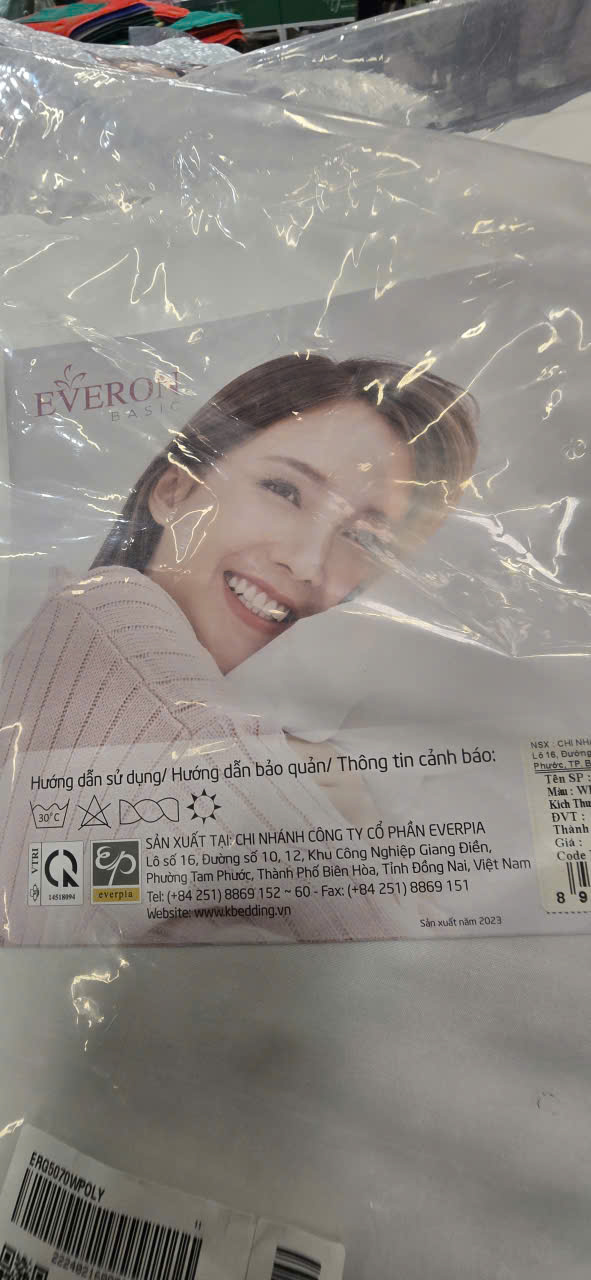 EVERON
BASIC
Hướng dẫn sử dụng/ Hướng dẫn bảo quản/ Thông tin cảnh báo:
30°C
VTRI
14518094
ep
everpia
SẢN XUẤT TẠI: CHI NHÁNH CÔNG TY CỔ PHẦN EVERPIA
Lô số 16, Đường số 10, 12, Khu Công Nghiệp Giang Điền,
Phường Tam Phước, Thành Phố Biên Hòa, Tỉnh Đồng Nai, Việt Nam
Tel: (+84 251) 8869 152 ~ 60 - Fax: (+84 251) 8869 151
Website: www.kbedding.vn
Sản xuất năm 2023
NSX : CHI
Lô 16, Đường
Phước, TP.
Tên SP :
Màu :
Kích
ĐVT :
Thành
Giá :
Code
8 9
ERQ5070WPOLY